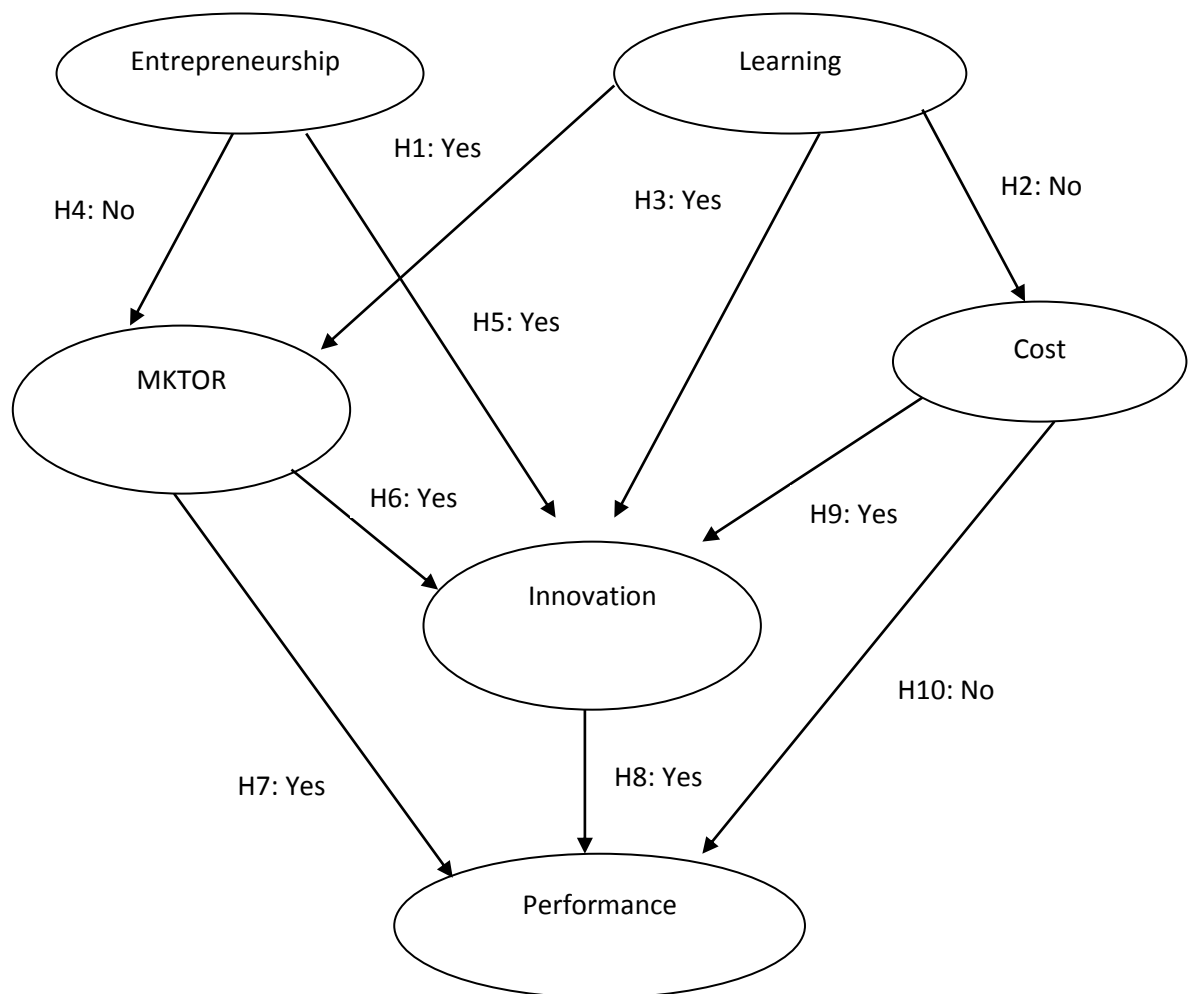 Entrepreneurship
Learning
H1: Yes
H2: No
H3: Yes
H4: No
H5: Yes
Cost
MKTOR
H6: Yes
H9: Yes
Innovation
H10: No
H7: Yes
H8: Yes
Performance